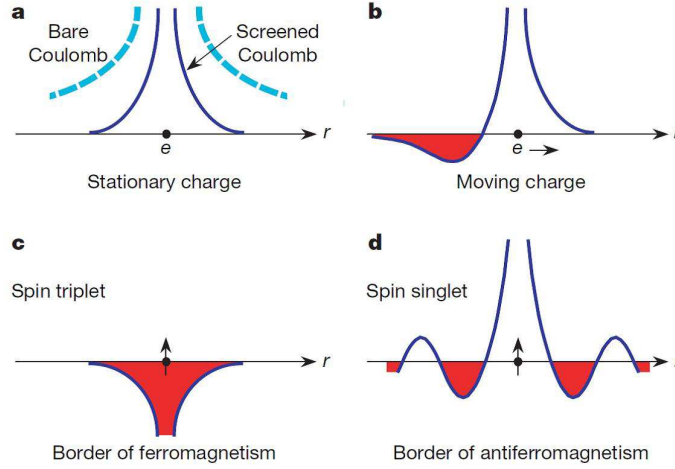 a
Bare
Coulomb
Screened
Coulomb
r
e
Stationary charge
b
e
Moving charge
c
Spin triplet
r
Border of ferromagnetism
d
Spin singlet
Border of antiferromagnetism